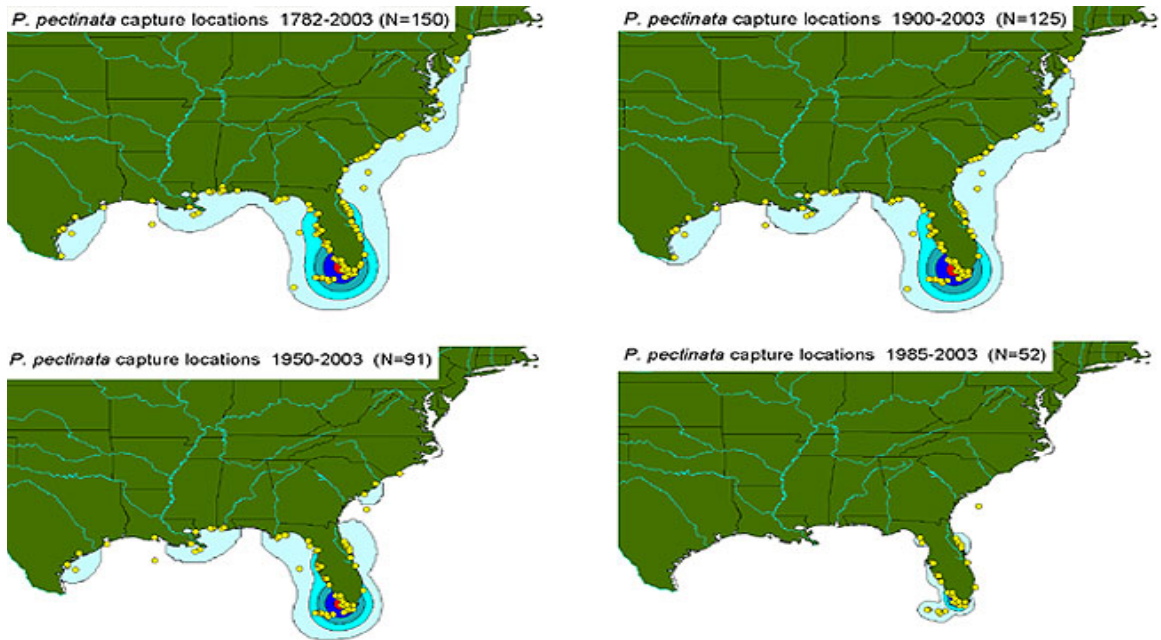 P. pectinata capture locations 1782-2003 (N=150)
P. pectinata capture locations 1900-2003 (N=125)
P. pectinata capture locations 1950-2003 (N=91)
P. pectinata capture locations 1985-2003 (N=52)